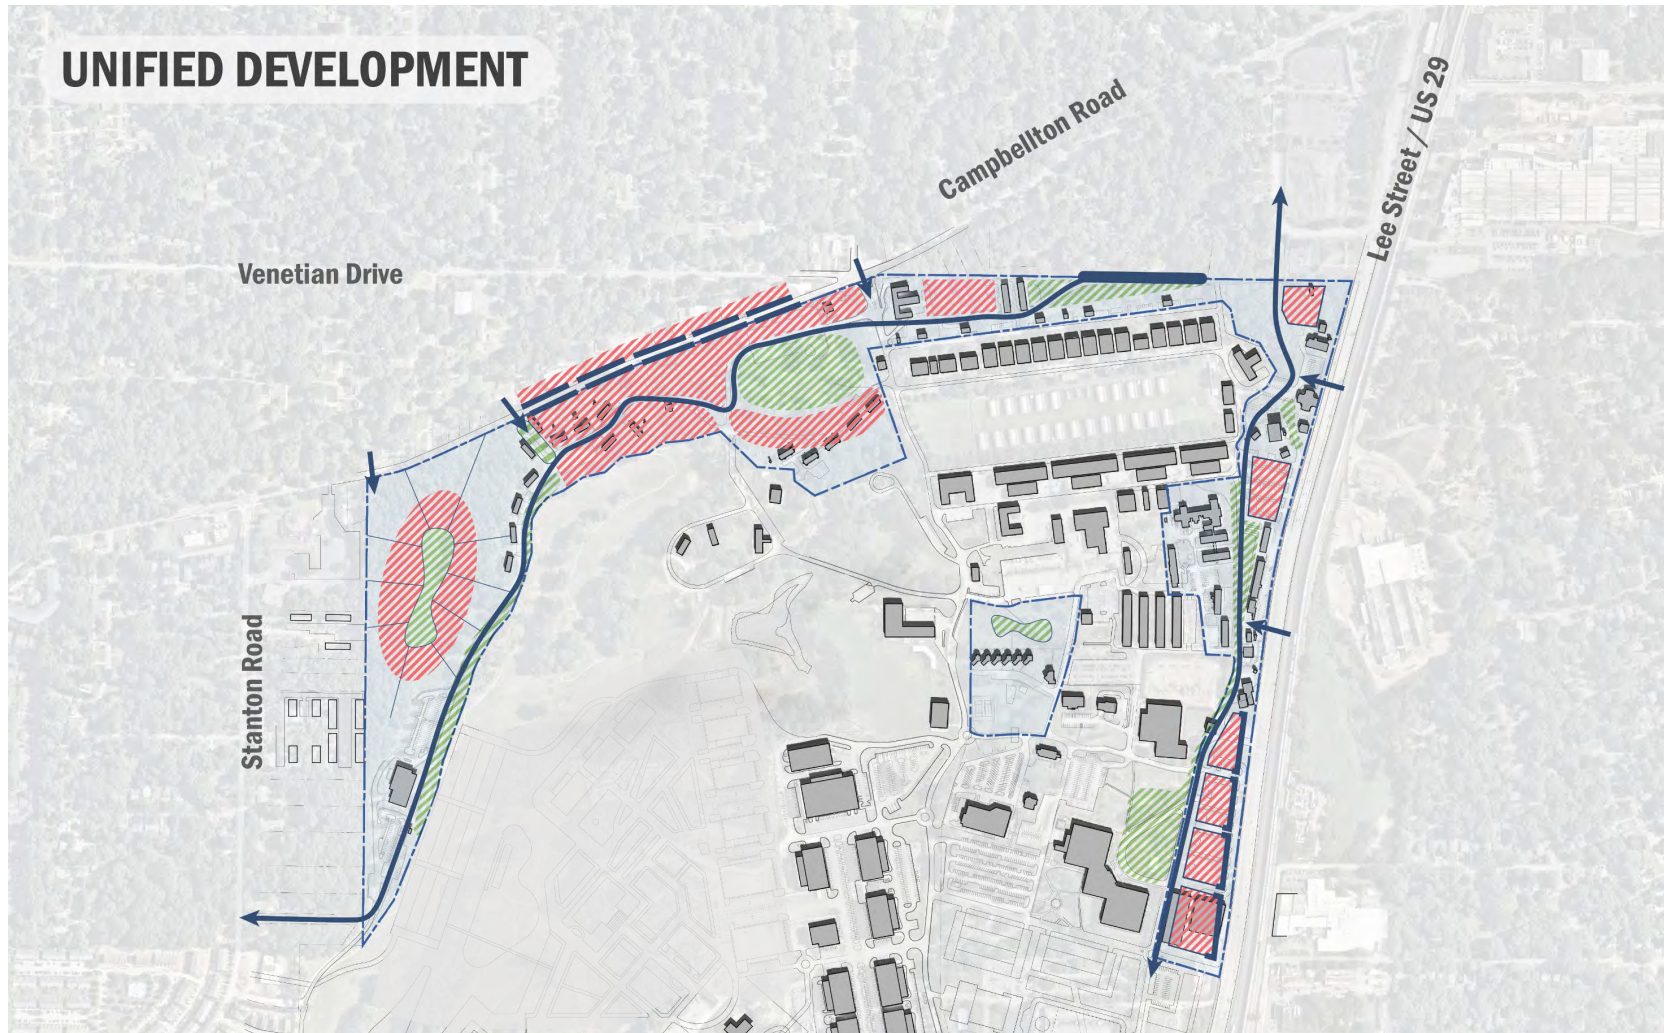 UNIFIED DEVELOPMENT
Campbellton Road
Lee Street / US 29
Venetian Drive
Stanton Road